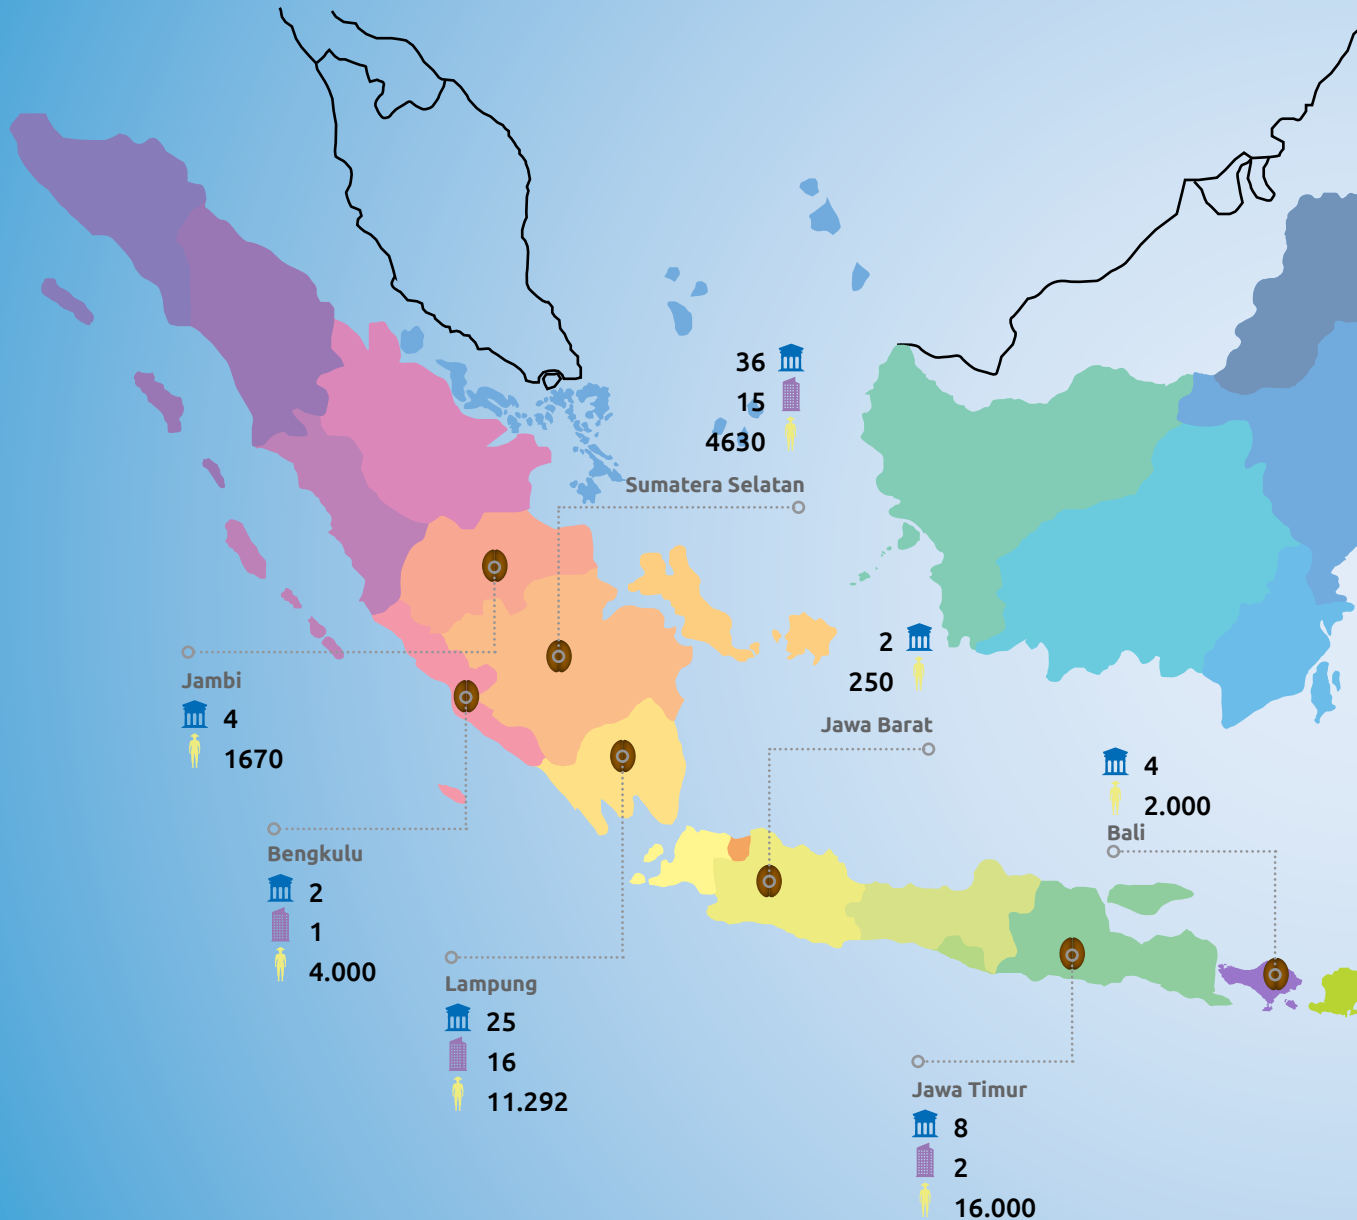 36
15
4630
Sumatera Selatan
2
250
Jawa Barat
Jambi
4
1670
4
2.000
Bali
Bengkulu
2
1
4.000
Lampung
25
16
11.292
Jawa Timur
8
2
16.000